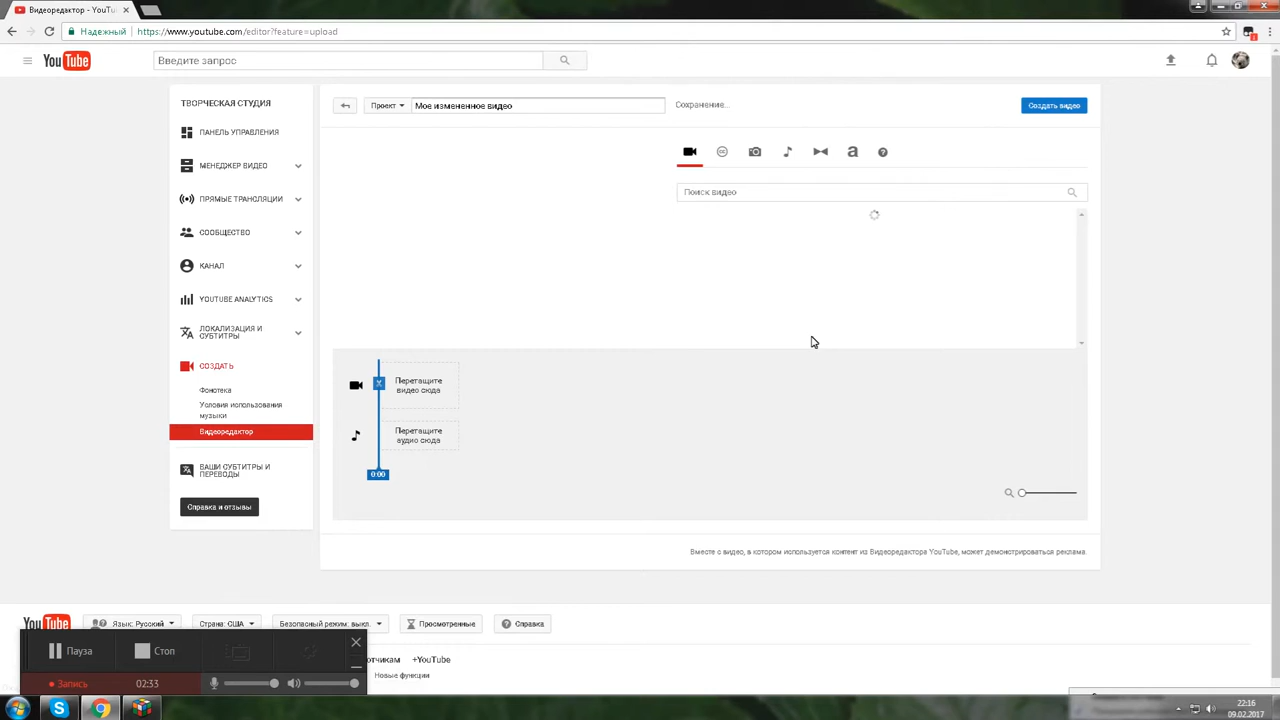 Видеоредактор - YouTu
Надежный
https://www.youtube.com/editor?feature=upload
YouTube
Введите запрос
ТВОРЧЕСКАЯ СТУДИЯ
ПАНЕЛЬ УПРАВЛЕНИЯ
МЕНЕДЖЕР ВИДЕО
ПРЯМЫЕ ТРАНСЛЯЦИИ
СООБЩЕСТВО
КАНАЛ
YOUTUBE ANALYTICS
ЛОКАЛИЗАЦИЯ И
СУБТИТРЫ
СОЗДАТЬ
Фонотека
Условия использования
музыки
Видеоредактор
ВАШИ СУБТИТРЫ И
ПЕРЕВОДЫ
Справка и отзывы
Проект
Мое измененное видео
Сохранение...
Создать видео
Поиск видео
Перетащите
видео сюда
Перетащите
аудио сюда
0:00
Вместе с видео, в котором используется контент из Видеоредактора YouTube, может демонстрироваться реклама.
YouTube
Язык: Русский
Страна: США
Безопасный режим: выкл.
Просмотренные
Справка
+YouTube
Новые функции
Пауза
Стоп
Запись
02:33
22:16
09.02.2017